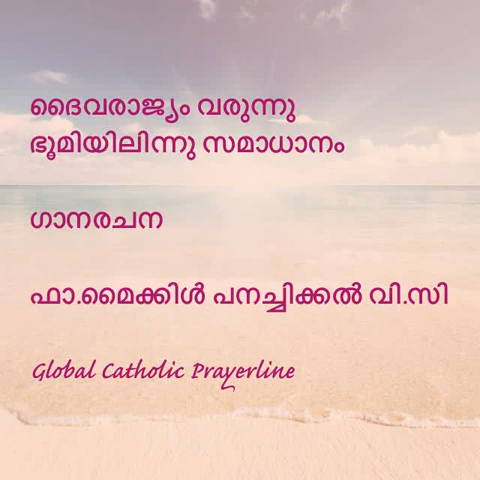 ദൈവരാജ്യം വരുന്നു
ഭൂമിയിലിന്നു സമാധാനം
ഗാനരചന
ഫാ.മൈക്കിൾ പനച്ചിക്കൽ വി.സി
Global Catholic Prayerline